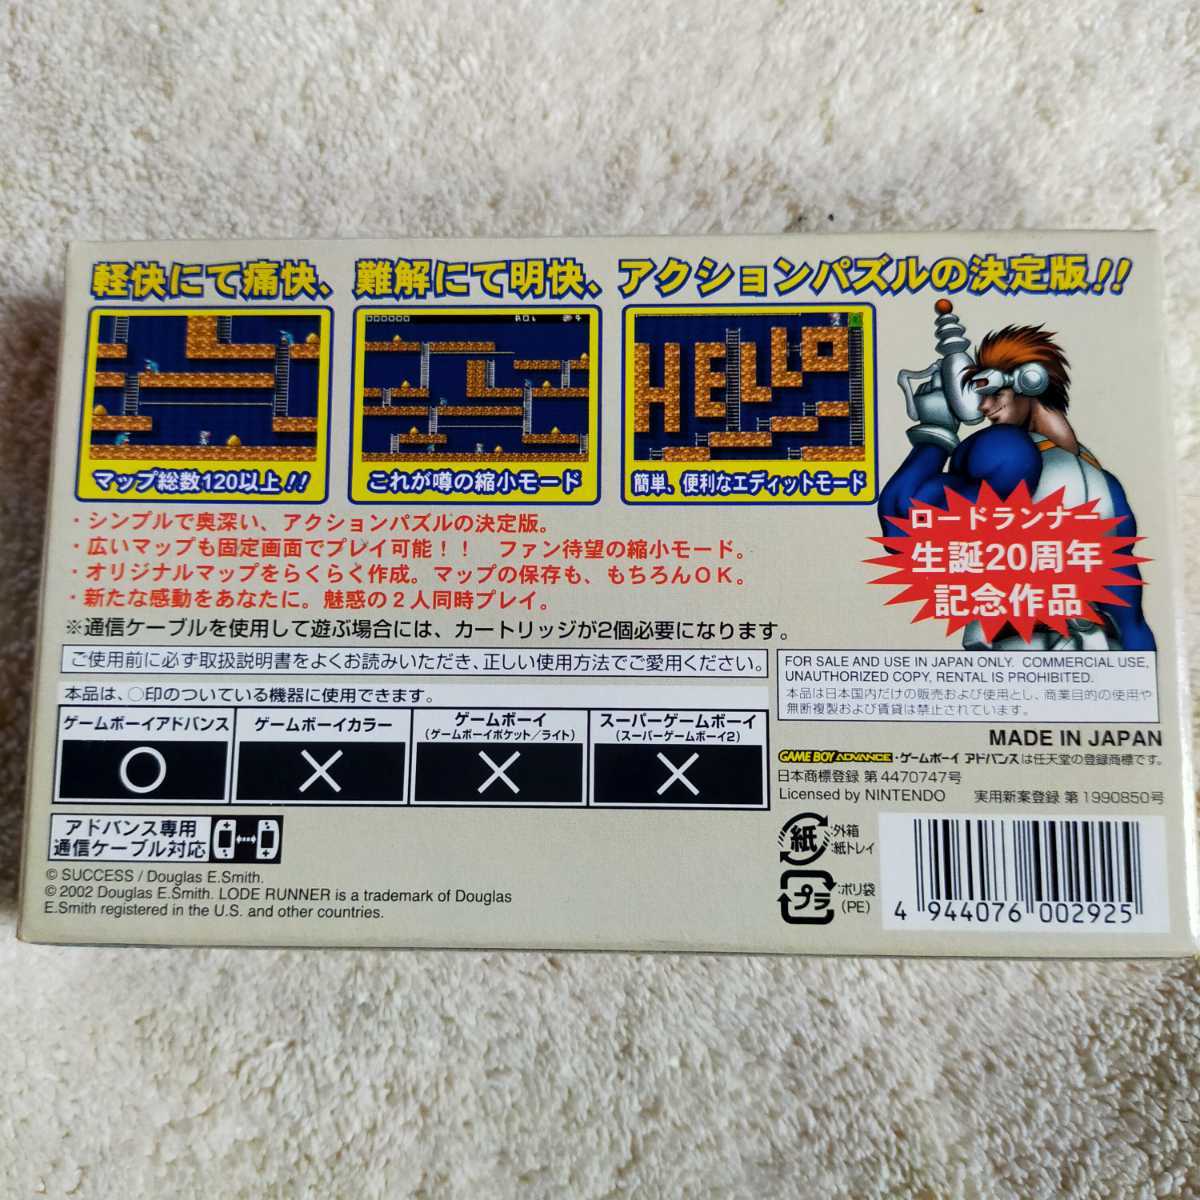 軽快にて痛快、難解にて明快、アクションパズルの決定版!!
000000
HELLO
マップ総数120以上!!
これが噂の縮小モード
簡単、便利なエディットモード
・シンプルで奥深い、アクションパズルの決定版。
・広いマップも固定画面でプレイ可能!! ファン待望の縮小モード。
・オリジナルマップをらくらく作成。マップの保存も、もちろんOK。
・新たな感動をあなたに。魅惑の2人同時プレイ。
※通信ケーブルを使用して遊ぶ場合には、カートリッジが2個必要になります。
ロードランナー
生誕20周年
記念作品
ご使用前に必ず取扱説明書をよくお読みいただき、正しい使用方法でご愛用ください。
本品は、○印のついている機器に使用できます。
ゲームボーイアドバンス
ゲームボーイカラー
ゲームボーイ
(ゲームボーイポケット/ライト)
スーパーゲームボーイ
(スーパーゲームボーイ2)
○ × × ×
アドバンス専用
通信ケーブル対応
© SUCCESS / Douglas E.Smith.
© 2002 Douglas E.Smith. LODE RUNNER is a trademark of Douglas
E.Smith registered in the U.S. and other countries.
FOR SALE AND USE IN JAPAN ONLY. COMMERCIAL USE,
UNAUTHORIZED COPY, RENTAL IS PROHIBITED.
本品は日本国内だけの販売および使用とし、商業目的の使用や
無断複製および賃貸は禁止されています。
MADE IN JAPAN
GAME BOY ADVANCE・ゲームボーイ アドバンスは任天堂の登録商標です。
日本商標登録 第4470747号
Licensed by NINTENDO 実用新案登録 第1990850号
紙
:外箱
:紙トレイ
プラ
:ポリ袋
(PE)
4 944076 002925